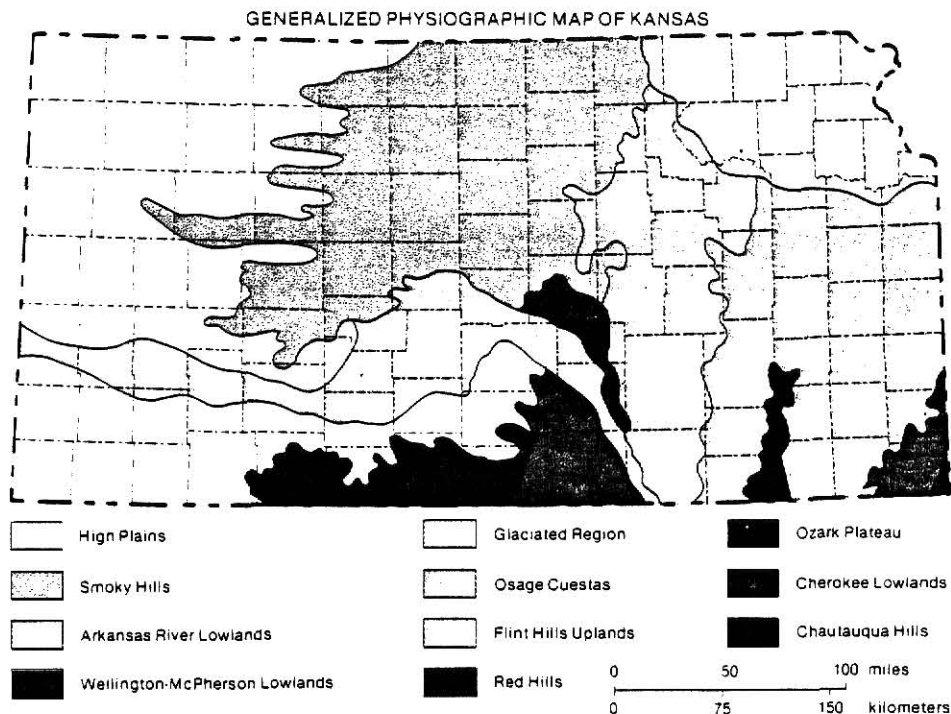 GENERALIZED PHYSIOGRAPHIC MAP OF KANSAS
High Plains
Smoky Hills
Arkansas River Lowlands
Wellington-McPherson Lowlands
Glaciated Region
Osage Cuestas
Flint Hills Uplands
Red Hills
Ozark Plateau
Cherokee Lowlands
Chautauqua Hills
0 50 100 miles
0 75 150 kilometers